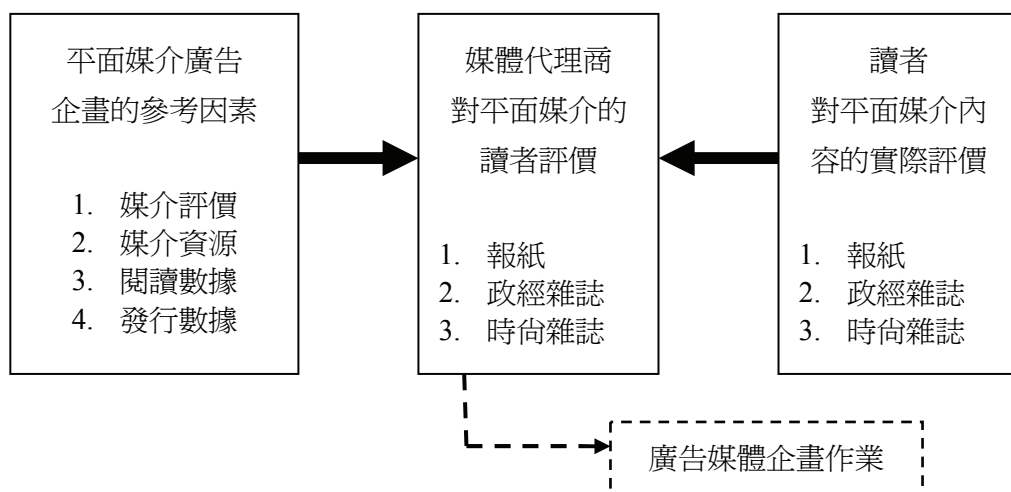 平面媒介廣告
企畫的參考因素
1. 媒介評價
2. 媒介資源
3. 閱讀數據
4. 發行數據
媒體代理商
對平面媒介的
讀者評價
1. 報紙
2. 政經雜誌
3. 時尚雜誌
讀者
對平面媒介內
容的實際評價
1. 報紙
2. 政經雜誌
3. 時尚雜誌
廣告媒體企畫作業